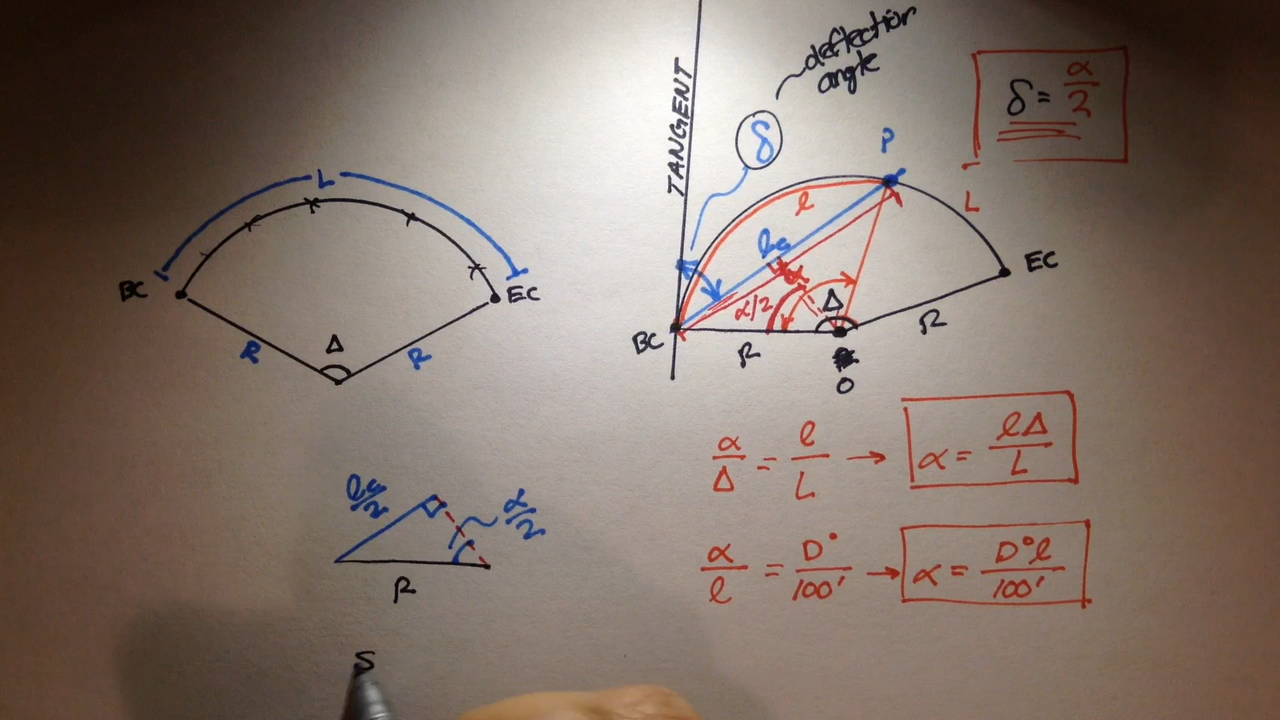 L
BC
EC
R
Δ
R
TANGENT
δ
deflection
angle
P
δ = α/2
L
l
lc
α
α/2
Δ
BC
R
R
EC
O
α/Δ = l/L → α = lΔ/L
α/l = D°/100' → α = D°l/100'
lc/2
α/2
R
S